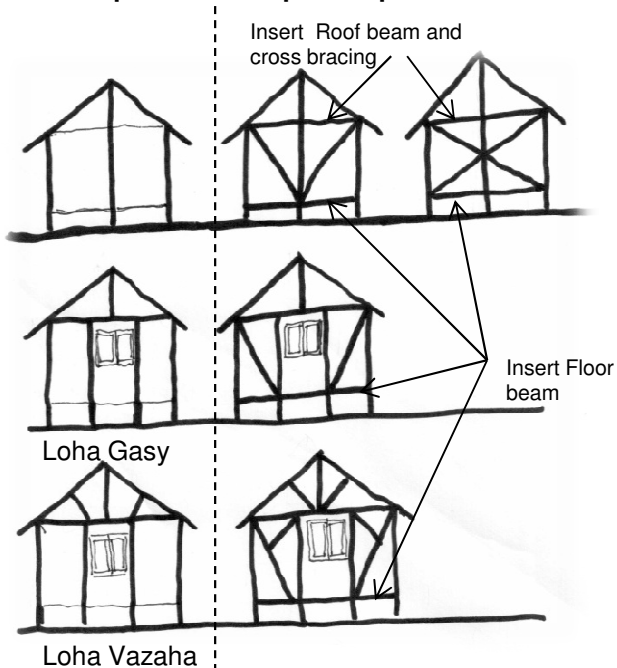 Insert Roof beam and
cross bracing
Insert Floor
beam
Loha Gasy
Loha Vazaha